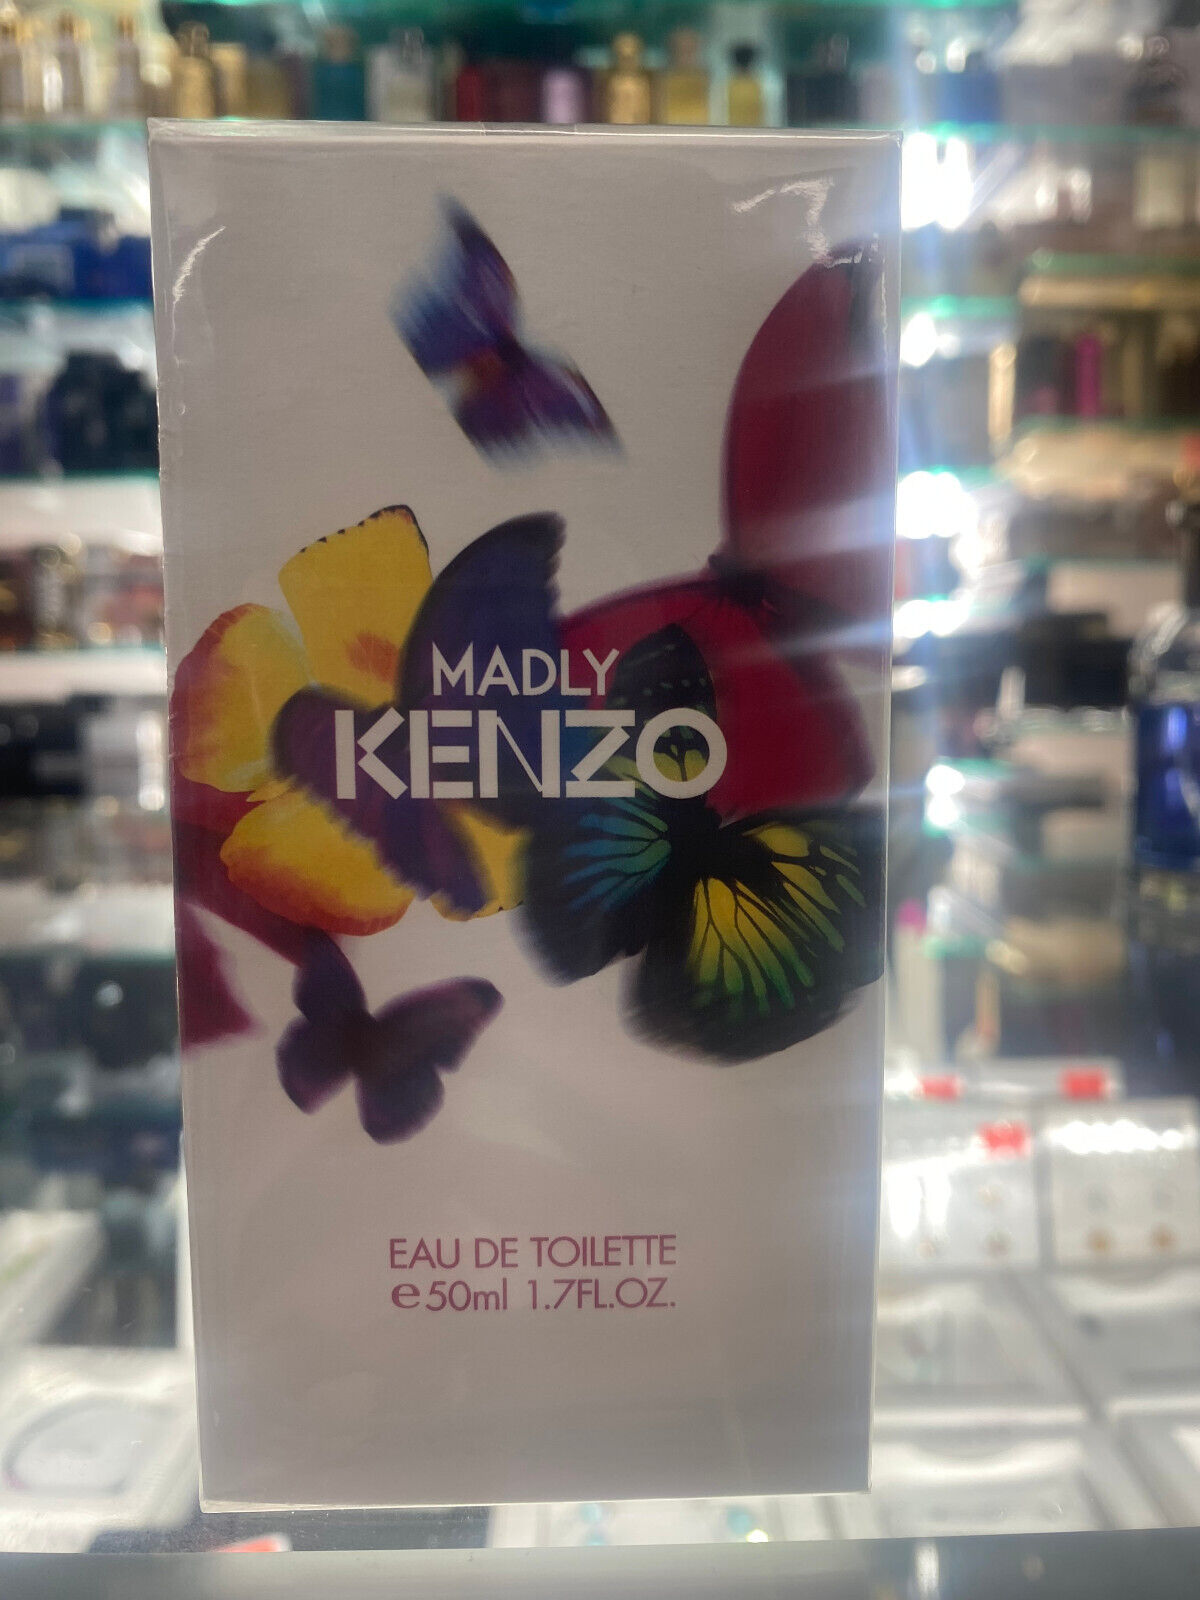 MADLY
KENZO
EAU DE TOILETTE
℮50ml 1.7FL.OZ.